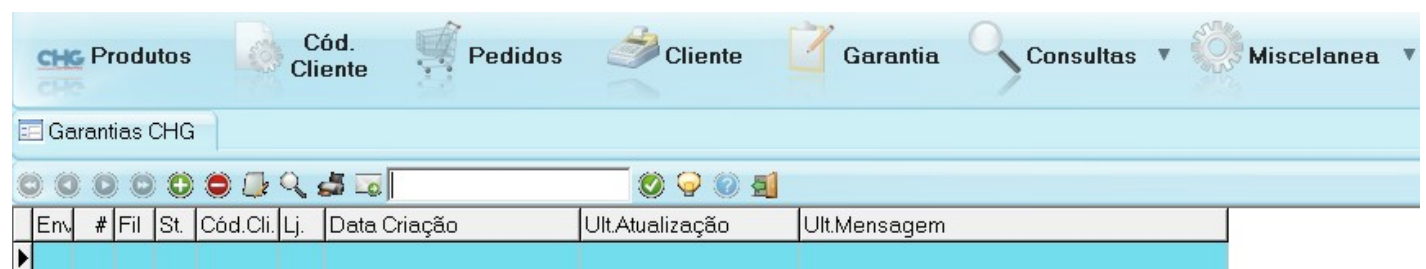 CHG Produtos Cód. Cliente Pedidos Cliente Garantia Consultas Miscelanea
Garantias CHG
Env # Fil St. Cód.Cli. Lj. Data Criação Ult.Atualização Ult.Mensagem